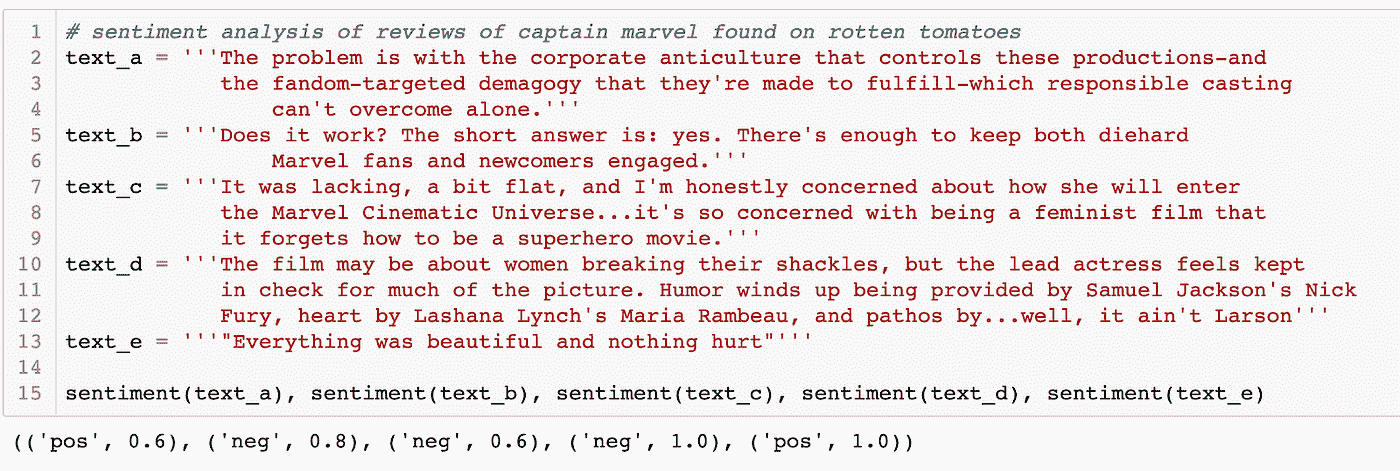 1 # sentiment analysis of reviews of captain marvel found on rotten tomatoes
2 text_a = '''The problem is with the corporate anticulture that controls these productions-and
3 the fandom-targeted demagogy that they're made to fulfill-which responsible casting
4 can't overcome alone.'''
5 text_b = '''Does it work? The short answer is: yes. There's enough to keep both diehard
6 Marvel fans and newcomers engaged.'''
7 text_c = '''It was lacking, a bit flat, and I'm honestly concerned about how she will enter
8 the Marvel Cinematic Universe...it's so concerned with being a feminist film that
9 it forgets how to be a superhero movie.'''
10 text_d = '''The film may be about women breaking their shackles, but the lead actress feels kept
11 in check for much of the picture. Humor winds up being provided by Samuel Jackson's Nick
12 Fury, heart by Lashana Lynch's Maria Rambeau, and pathos by...well, it ain't Larson'''
13 text_e = '''"Everything was beautiful and nothing hurt"'''
14
15 sentiment(text_a), sentiment(text_b), sentiment(text_c), sentiment(text_d), sentiment(text_e)
(('pos', 0.6), ('neg', 0.8), ('neg', 0.6), ('neg', 1.0), ('pos', 1.0))